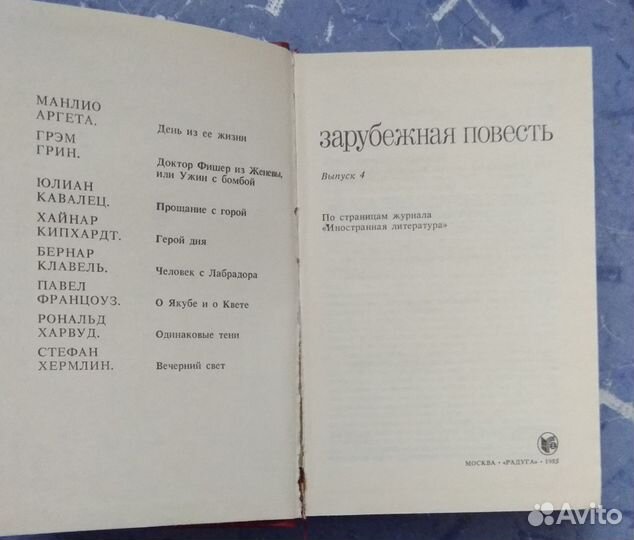 МАНЛИО
АРГЕТА.
День из ее жизни
ГРЭМ
ГРИН.
Доктор Фишер из Женевы,
или Ужин с бомбой
ЮЛИАН
КАВАЛЕЦ.
Прощание с горой
ХАЙНАР
КИПХАРДТ.
Герой дня
БЕРНАР
КЛАВЕЛЬ.
Человек с Лабрадора
ПАВЕЛ
ФРАНЦОУЗ.
О Якубе и о Квете
РОНАЛЬД
ХАРВУД.
Одинаковые тени
СТЕФАН
ХЕРМЛИН.
Вечерний свет
зарубежная повесть
Выпуск 4
По страницам журнала
«Иностранная литература»
МОСКВА • «РАДУГА» • 1985
Avito